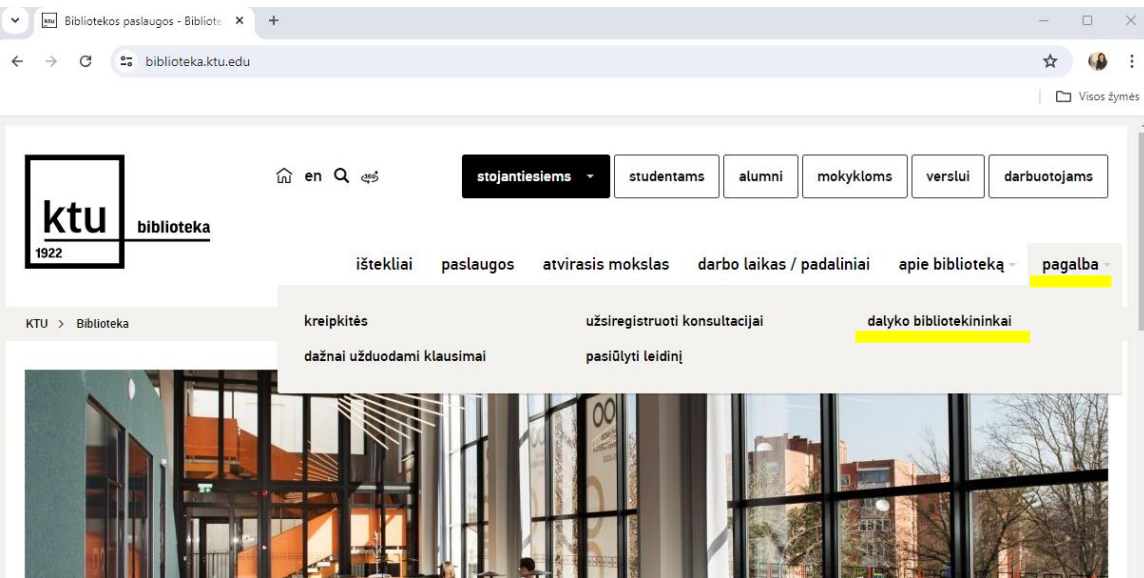 Bibliotekos paslaugos - Bibliote
biblioteka.ktu.edu
Visos žymės
en
stojantiesiems
studentams
alumni
mokykloms
verslui
darbuotojams
ktu
biblioteka
1922
ištekliai
paslaugos
atvirasis mokslas
darbo laikas / padaliniai
apie biblioteką
pagalba
KTU > Biblioteka
kreipkitės
užsiregistruoti konsultacijai
dalyko bibliotekininkai
dažnai užduodami klausimai
pasiūlyti leidinį